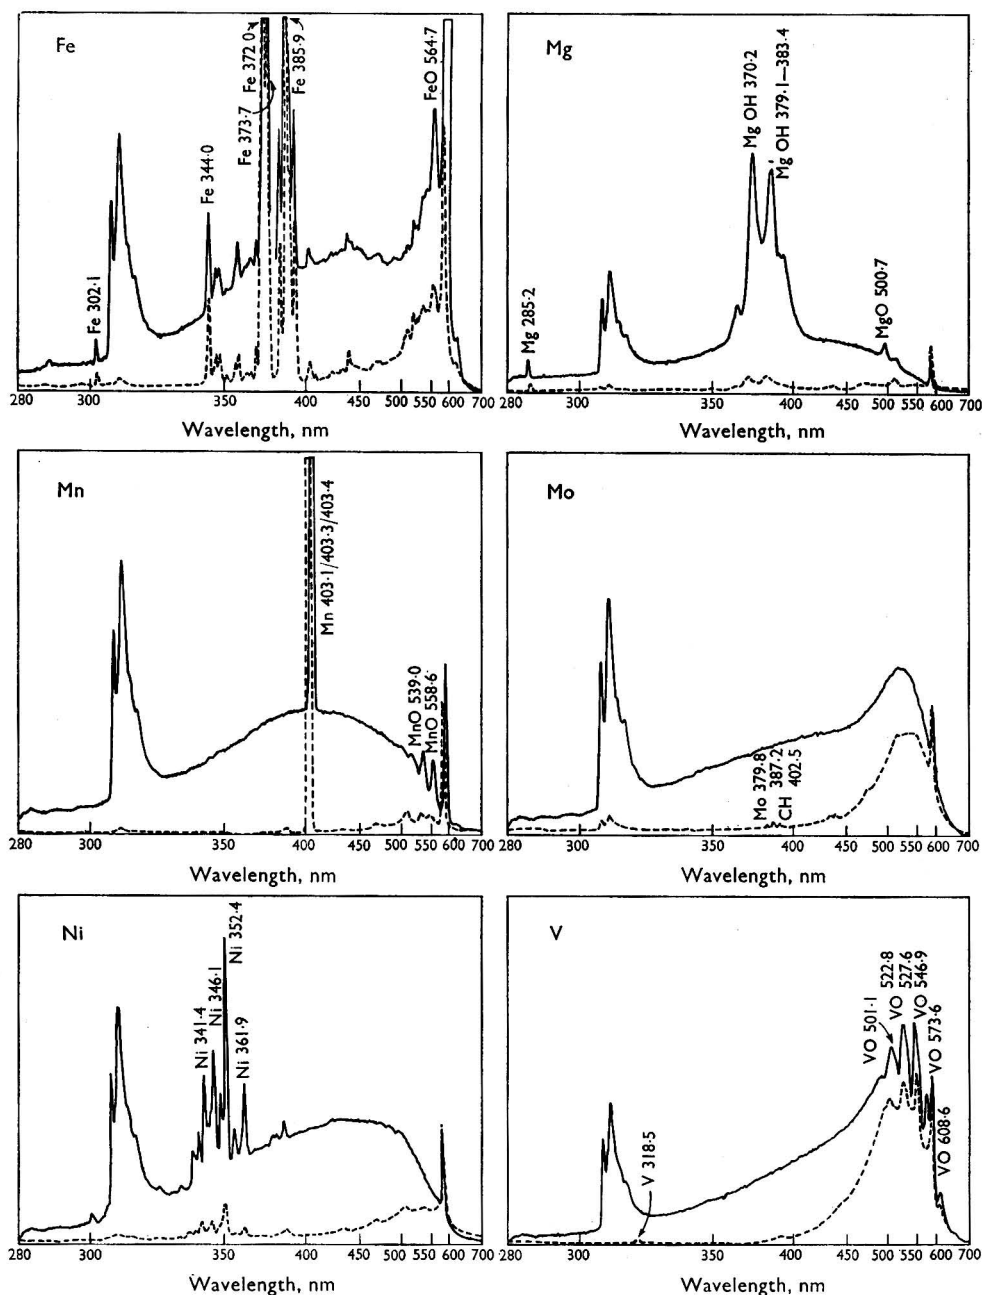 Fe
Fe 302·1
Fe 344·0
Fe 373·7
Fe 372·0
Fe 385·9
FeO 564·7
280 300 350 400 450 500 550 600 700
Wavelength, nm
Mg
Mg 285·2
Mg OH 370·2
Mg OH 379·1—383·4
MgO 500·7
280 300 350 400 450 500 550 600 700
Wavelength, nm
Mn
Mn 403·1/403·3/403·4
MnO 539·0
MnO 558·6
280 300 350 400 450 500 550 600 700
Wavelength, nm
Mo
Mo 379·8
387·2
CH 402·5
280 300 350 400 450 500 550 600 700
Wavelength, nm
Ni
Ni 341·4
Ni 346·1
Ni 352·4
Ni 361·9
280 300 350 400 450 500 550 600 700
Wavelength, nm
V
V 318·5
VO 501·1
VO 522·8
VO 527·6
VO 546·9
VO 573·6
VO 608·6
280 300 350 400 450 500 550 600 700
Wavelength, nm